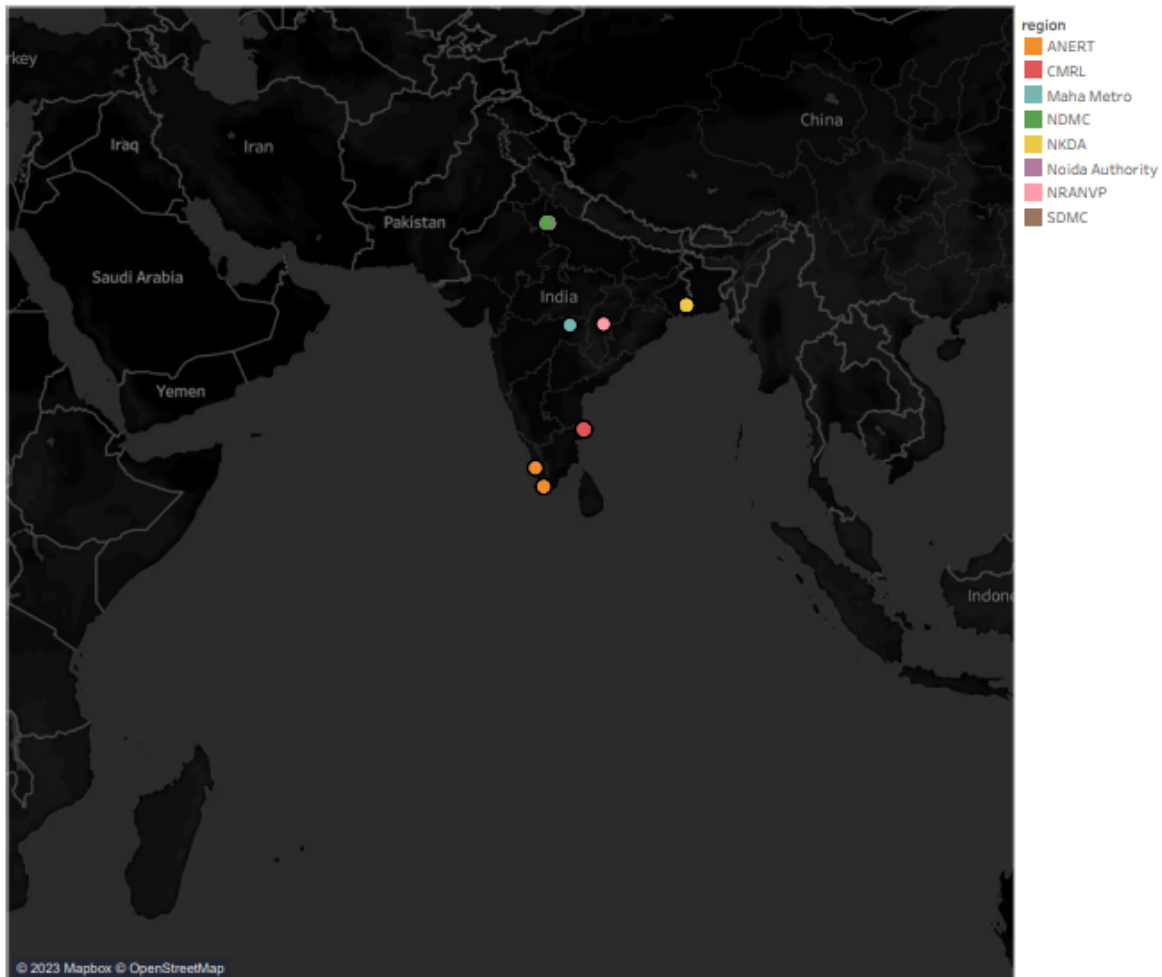 region
ANERT
CMRL
Maha Metro
NDMC
NKDA
Noida Authority
NRANVP
SDMC
rkey
China
Iraq
Iran
Pakistan
Saudi Arabia
India
Yemen
Indone
© 2023 Mapbox © OpenStreetMap